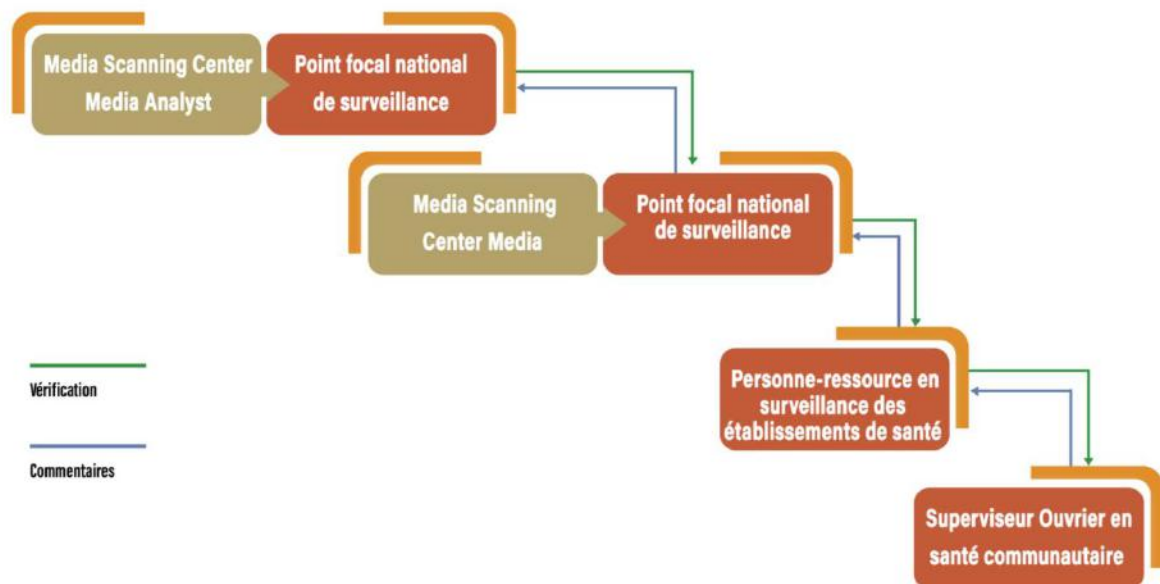 Media Scanning Center
Media Analyst
Point focal national
de surveillance
Media Scanning
Center Media
Point focal national
de surveillance
Vérification
Commentaires
Personne-ressource en
surveillance des
établissements de santé
Superviseur Ouvrier en
santé communautaire